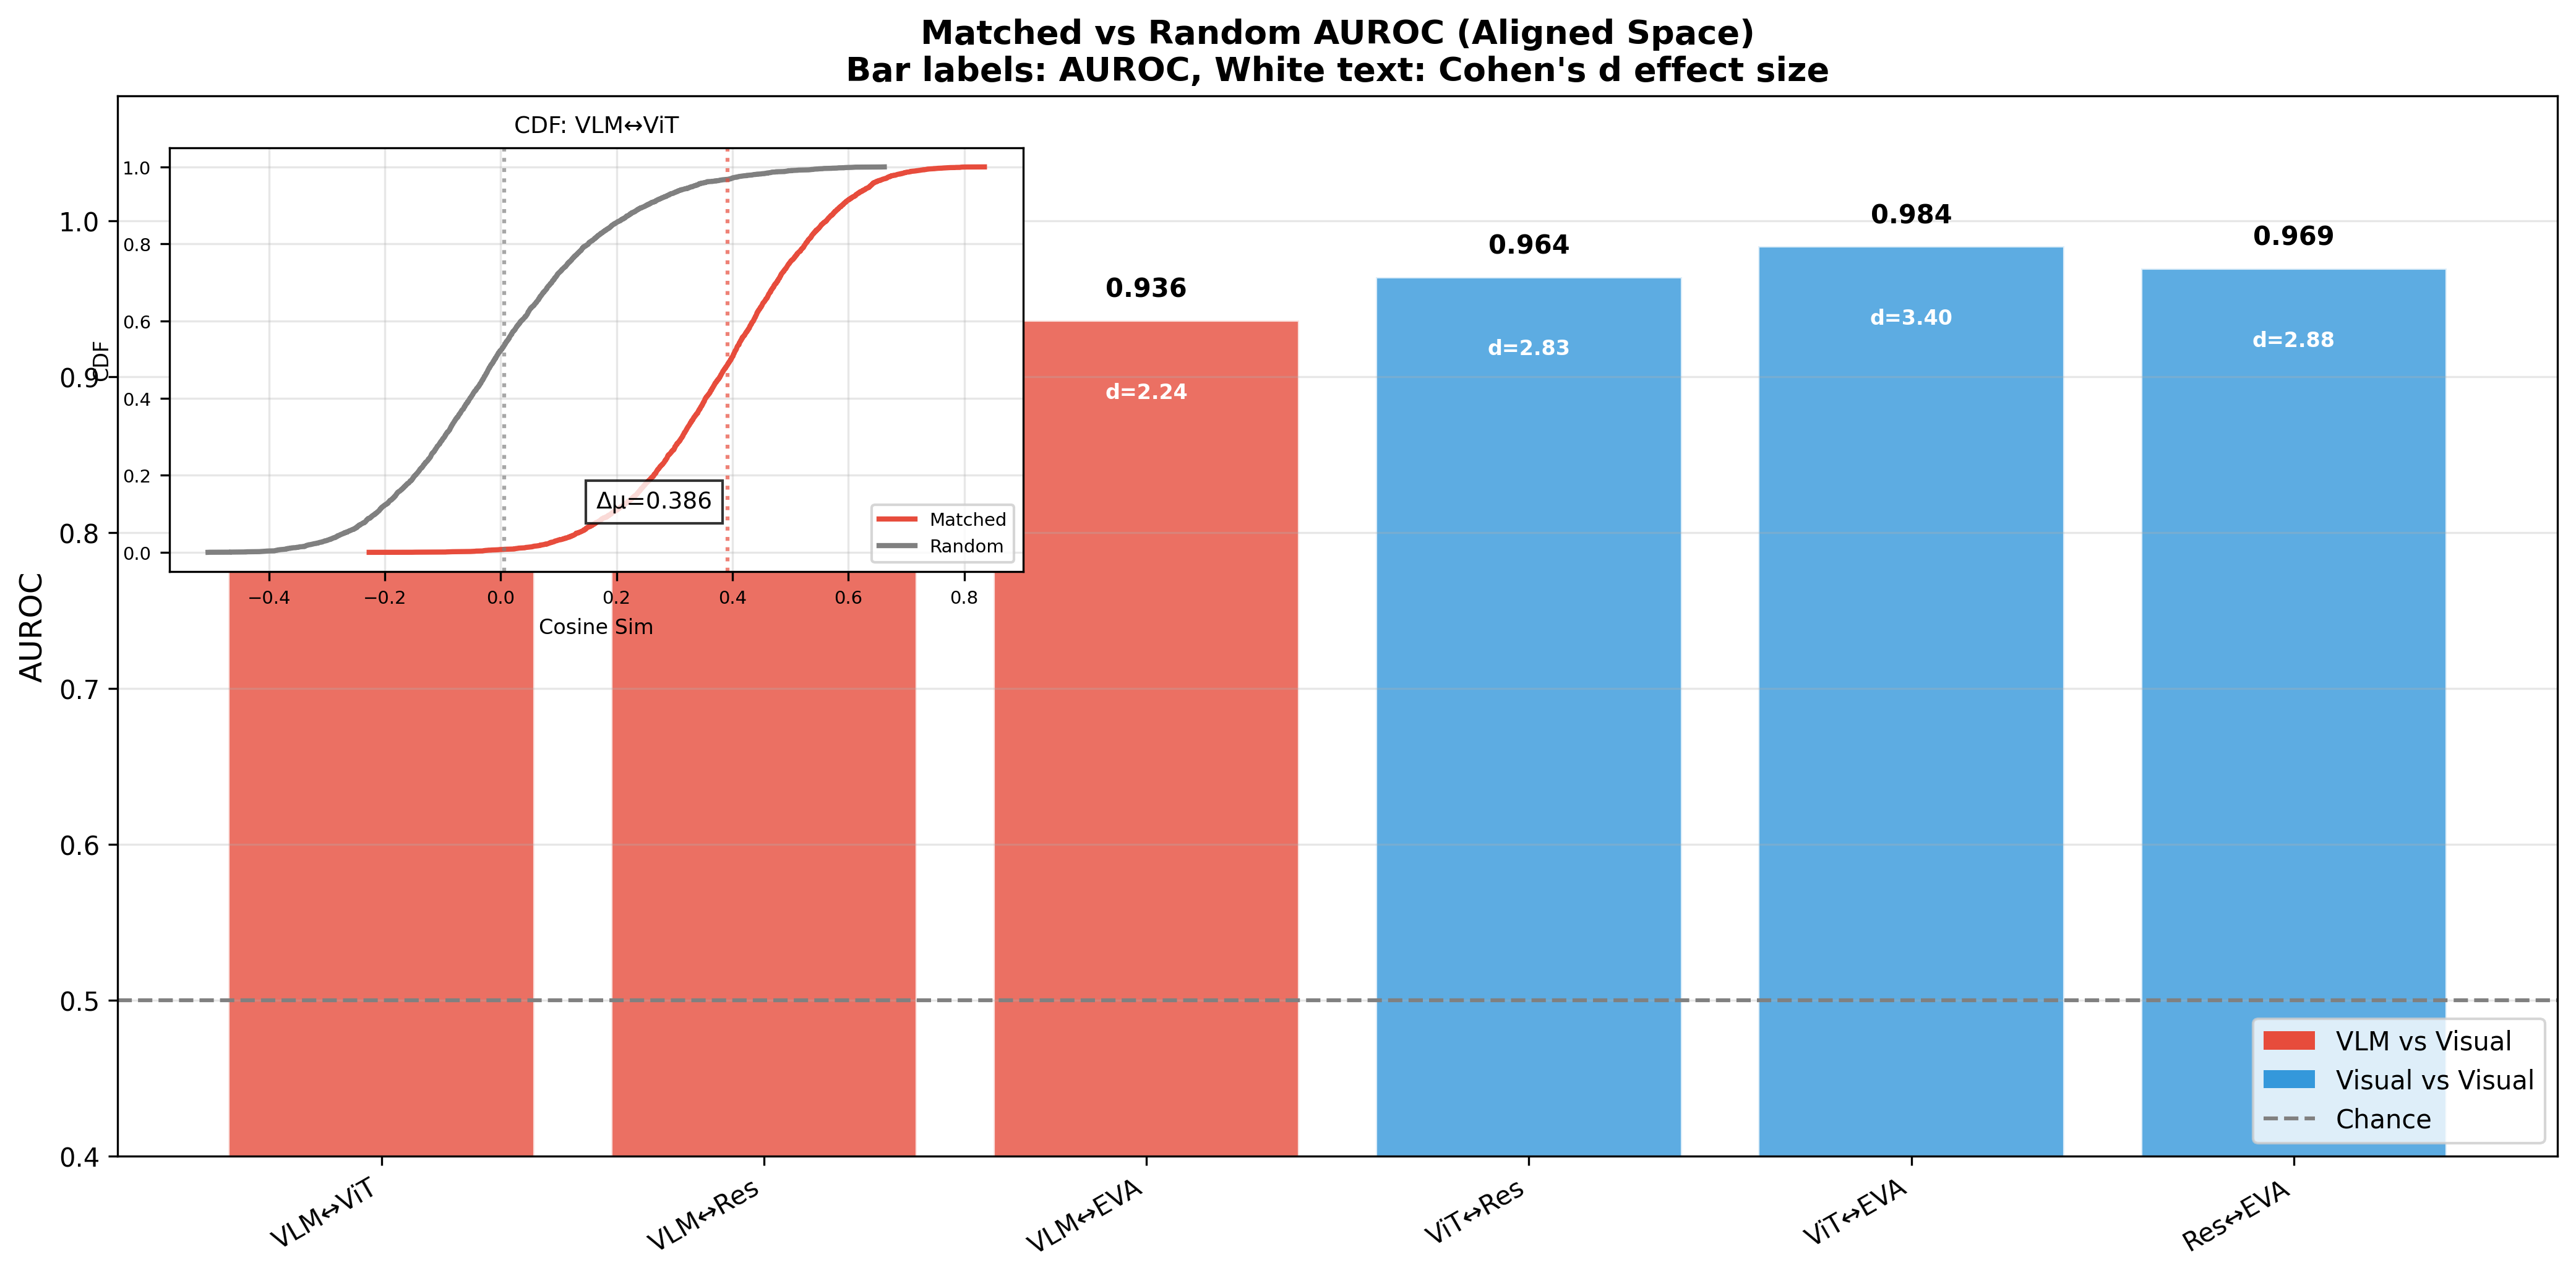 Matched vs Random AUROC (Aligned Space)
Bar labels: AUROC, White text: Cohen's d effect size
CDF: VLM↔ViT
1.0
0.8
0.6
0.4
0.2
0.0
CDF
−0.4 −0.2 0.0 0.2 0.4 0.6 0.8
Cosine Sim
Δμ=0.386
Matched
Random
AUROC
1.0
0.9
0.8
0.7
0.6
0.5
0.4
0.936
d=2.24
0.964
d=2.83
0.984
d=3.40
0.969
d=2.88
VLM vs Visual
Visual vs Visual
Chance
VLM↔ViT
VLM↔Res
VLM↔EVA
ViT↔Res
ViT↔EVA
Res↔EVA